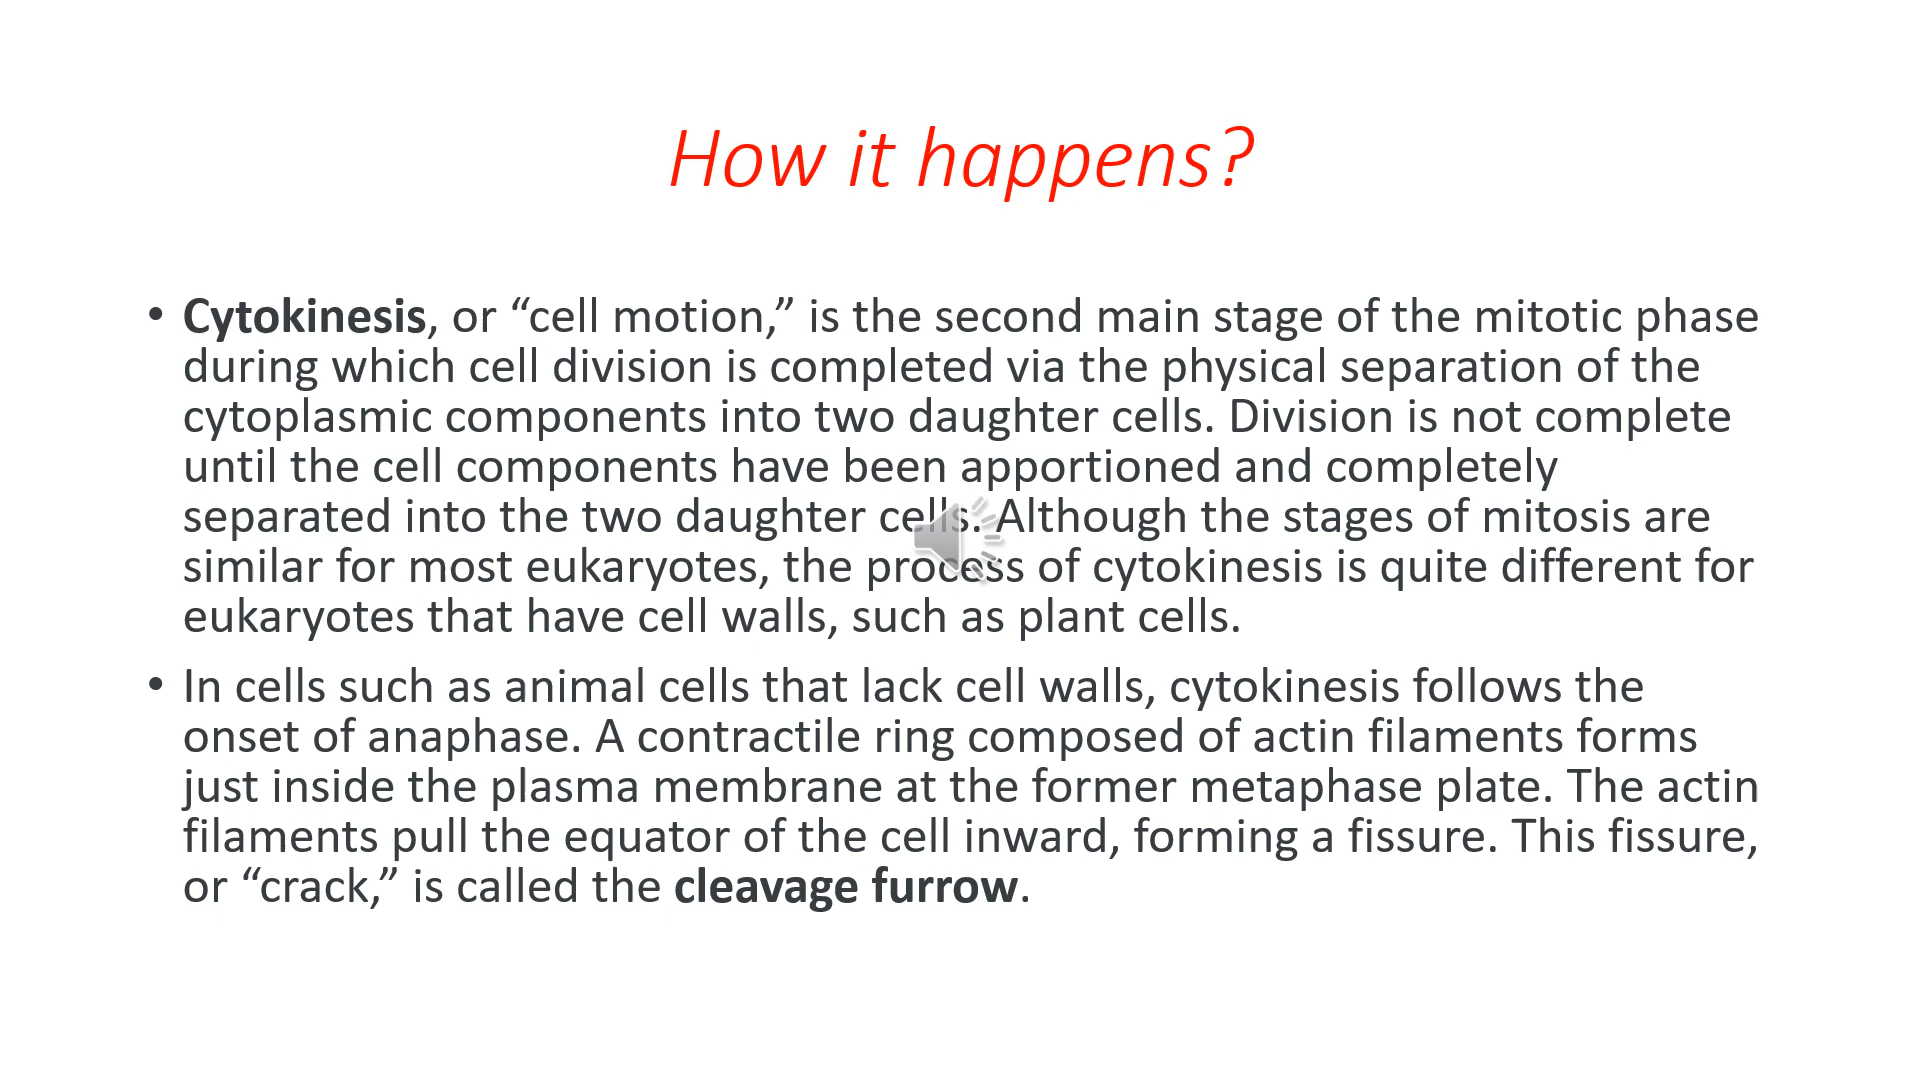 How it happens?
• Cytokinesis, or “cell motion,” is the second main stage of the mitotic phase
during which cell division is completed via the physical separation of the
cytoplasmic components into two daughter cells. Division is not complete
until the cell components have been apportioned and completely
separated into the two daughter cells. Although the stages of mitosis are
similar for most eukaryotes, the process of cytokinesis is quite different for
eukaryotes that have cell walls, such as plant cells.
• In cells such as animal cells that lack cell walls, cytokinesis follows the
onset of anaphase. A contractile ring composed of actin filaments forms
just inside the plasma membrane at the former metaphase plate. The actin
filaments pull the equator of the cell inward, forming a fissure. This fissure,
or “crack,” is called the cleavage furrow.